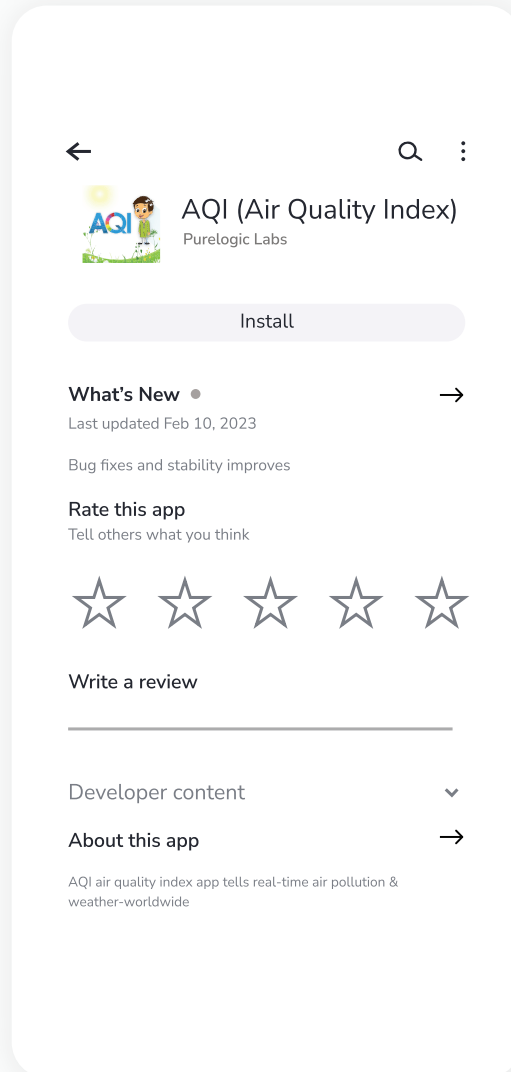 AQI (Air Quality Index)
AQI
Purelogic Labs
Install
What's New
Last updated Feb 10, 2023
Bug fixes and stability improves
Rate this app
Tell others what you think
Write a review
Developer content
About this app
AQI air quality index app tells real-time air pollution &
weather-worldwide